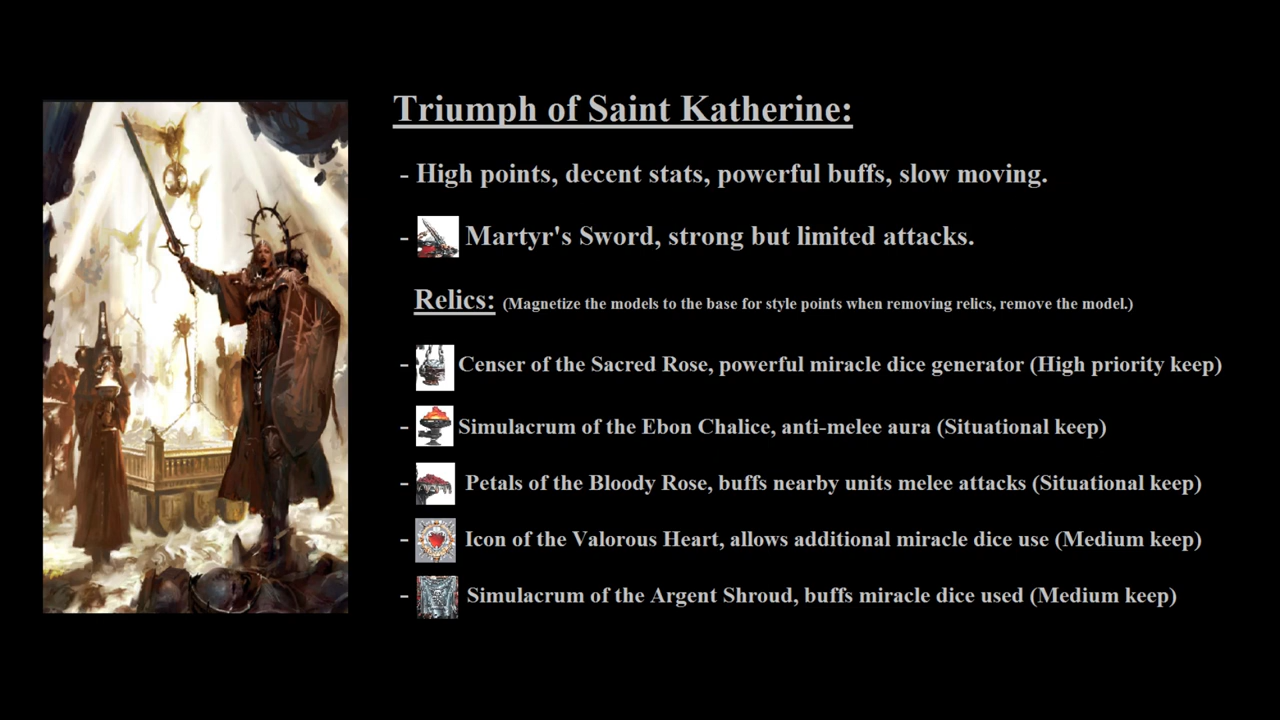 Triumph of Saint Katherine:
- High points, decent stats, powerful buffs, slow moving.
- Martyr's Sword, strong but limited attacks.
Relics: (Magnetize the models to the base for style points when removing relics, remove the model.)
- Censer of the Sacred Rose, powerful miracle dice generator (High priority keep)
- Simulacrum of the Ebon Chalice, anti-melee aura (Situational keep)
- Petals of the Bloody Rose, buffs nearby units melee attacks (Situational keep)
- Icon of the Valorous Heart, allows additional miracle dice use (Medium keep)
- Simulacrum of the Argent Shroud, buffs miracle dice used (Medium keep)